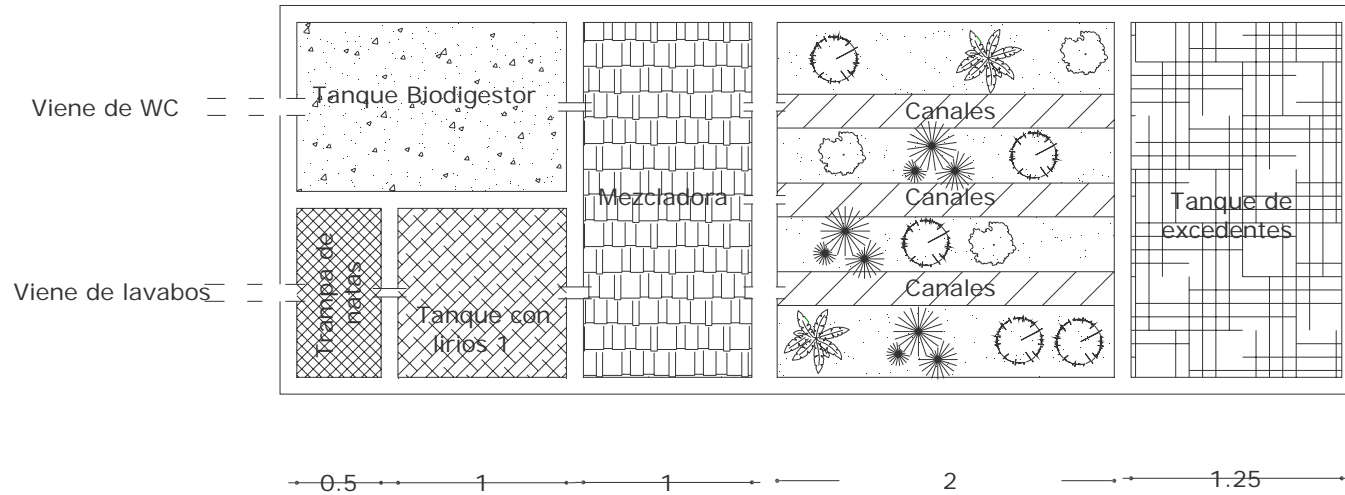 Viene de WC
Tanque Biodigestor
Canales
Mezcladora
Canales
Tanque de
excedentes
Viene de lavabos
Trampa de
natas
Tanque con
lirios 1
Canales
0.5
1
1
2
1.25